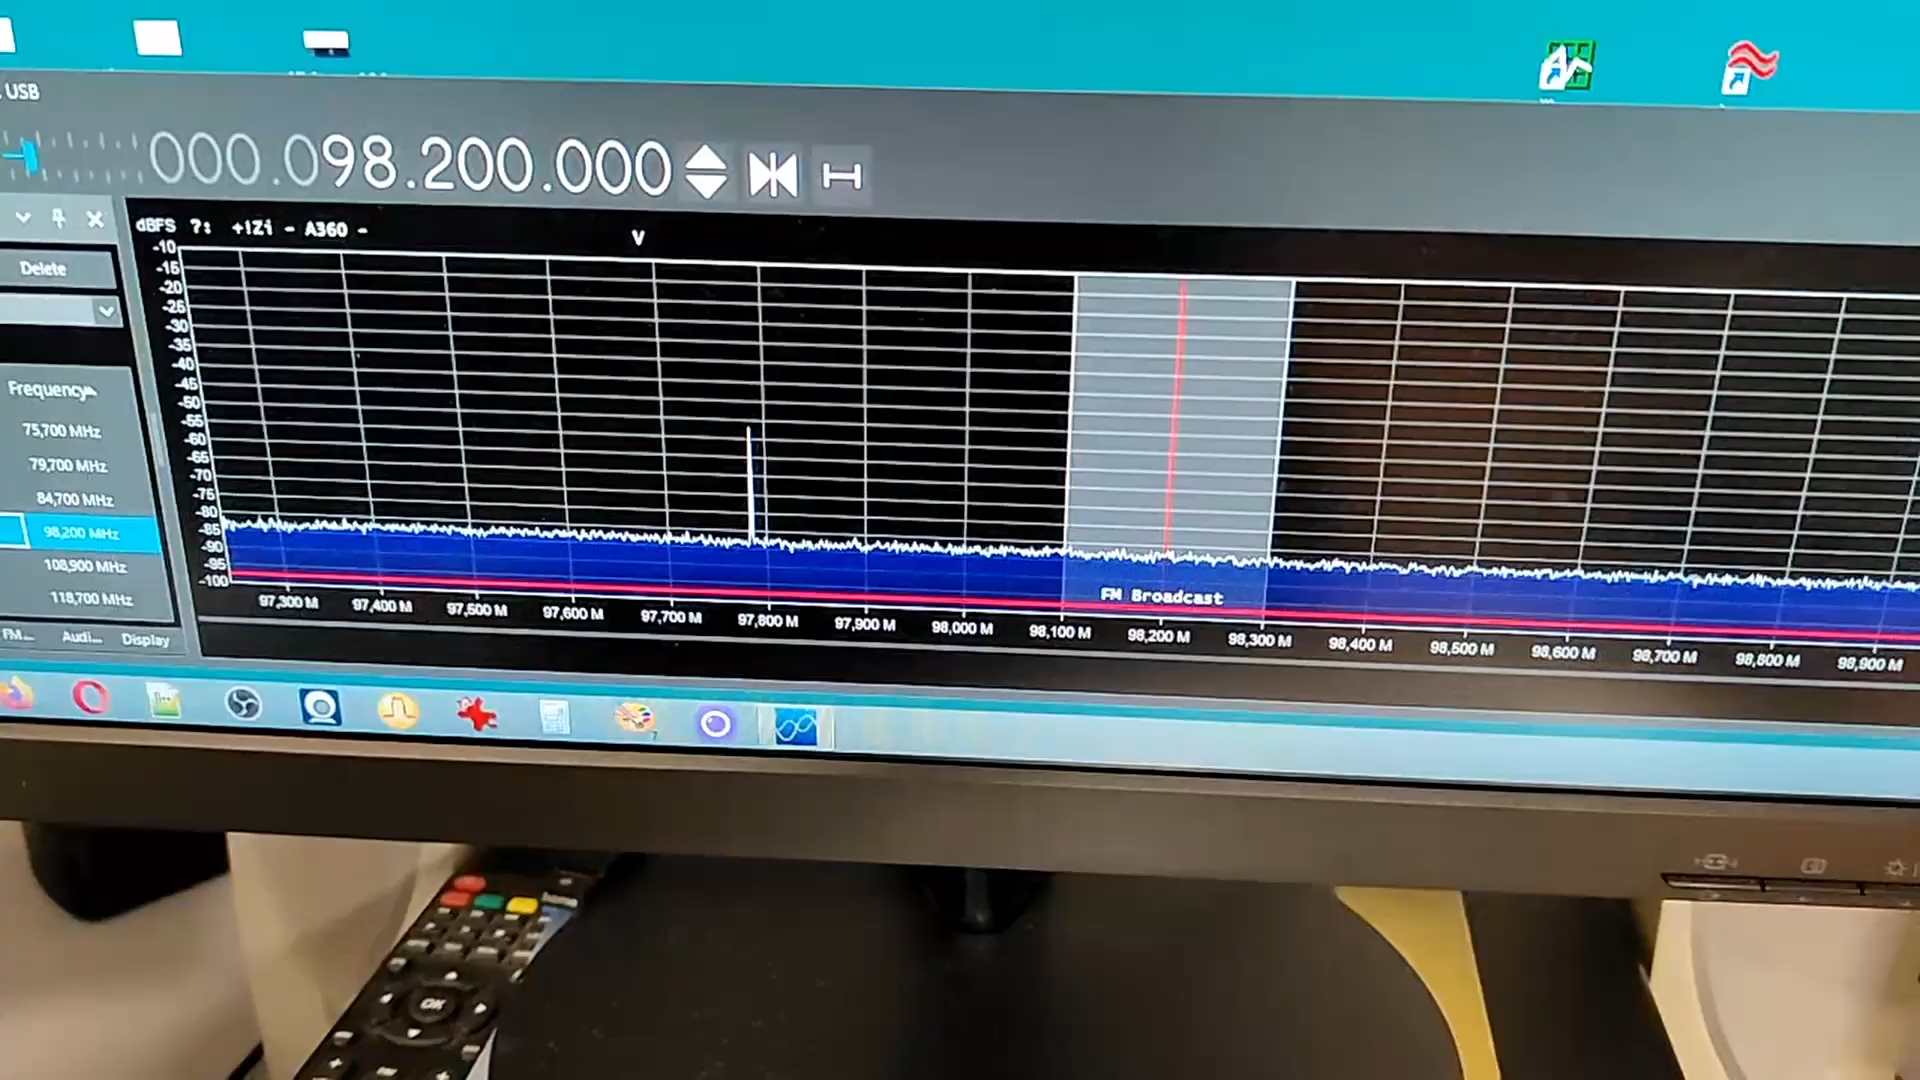 . USB
000.098.200.000
dBFS ?: +!Zi - A360 -
V
Delete
-10
-15
-20
-25
-30
-35
-40
-45
-50
-55
-60
-65
-70
-75
-80
-85
-90
-95
-100
Frequency
75,700 MHz
79,700 MHz
84,700 MHz
98,200 MHz
108,900 MHz
118,700 MHz
FM Broadcast
97,300 M 97,400 M 97,500 M 97,600 M 97,700 M 97,800 M 97,900 M 98,000 M 98,100 M 98,200 M 98,300 M 98,400 M 98,500 M 98,600 M 98,700 M 98,800 M 98,900 M
FM... Audi... Display
home
OK